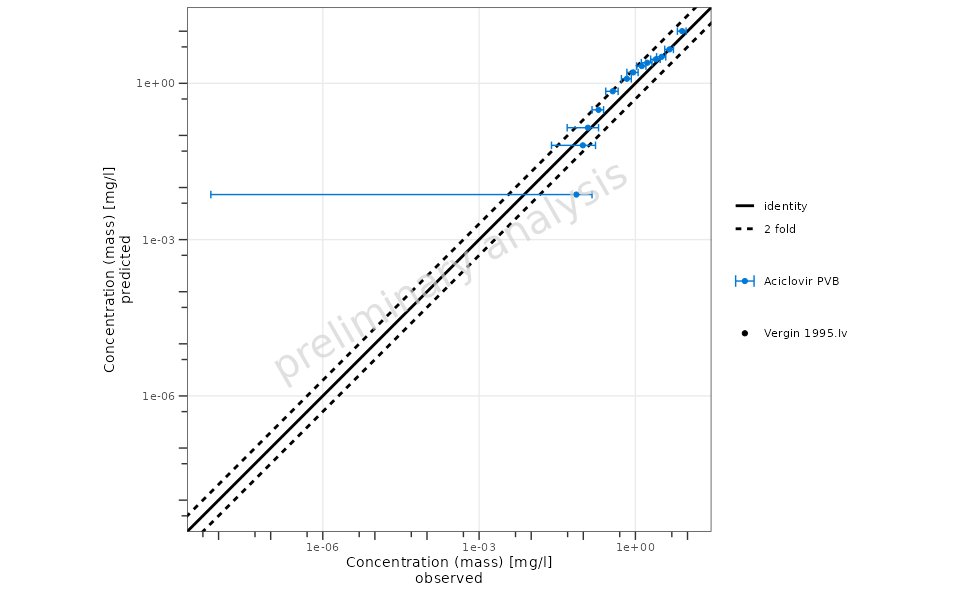 1e+00
1e-03
1e-06
Concentration (mass) [mg/l]
predicted
preliminary analysis
1e-06
1e-03
1e+00
Concentration (mass) [mg/l]
observed
identity
2 fold
Aciclovir PVB
Vergin 1995.Iv